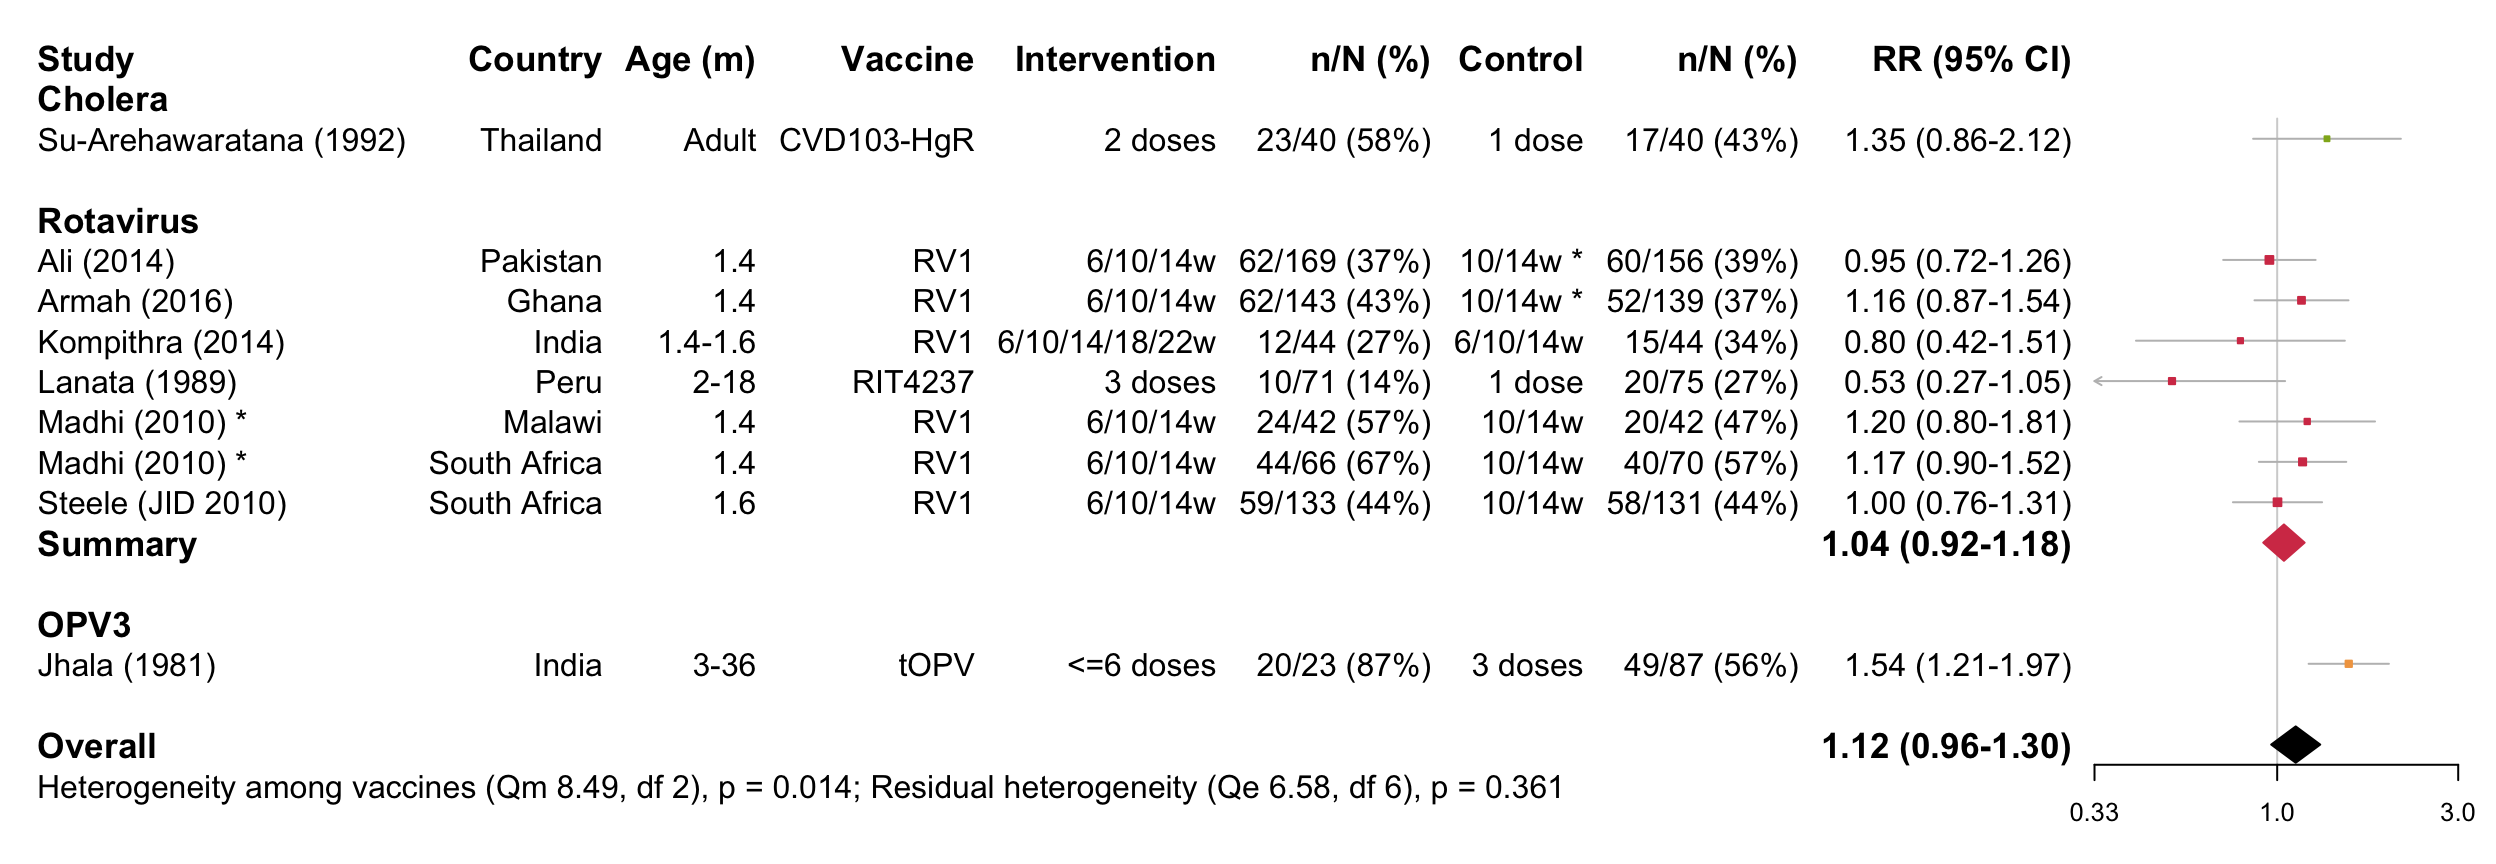 Study Country Age (m) Vaccine Intervention n/N (%) Control n/N (%) RR (95% CI)
Cholera
Su-Arehawaratana (1992) Thailand Adult CVD103-HgR 2 doses 23/40 (58%) 1 dose 17/40 (43%) 1.35 (0.86-2.12)
Rotavirus
Ali (2014) Pakistan 1.4 RV1 6/10/14w 62/169 (37%) 10/14w * 60/156 (39%) 0.95 (0.72-1.26)
Armah (2016) Ghana 1.4 RV1 6/10/14w 62/143 (43%) 10/14w * 52/139 (37%) 1.16 (0.87-1.54)
Kompithra (2014) India 1.4-1.6 RV1 6/10/14/18/22w 12/44 (27%) 6/10/14w 15/44 (34%) 0.80 (0.42-1.51)
Lanata (1989) Peru 2-18 RIT4237 3 doses 10/71 (14%) 1 dose 20/75 (27%) 0.53 (0.27-1.05)
Madhi (2010) * Malawi 1.4 RV1 6/10/14w 24/42 (57%) 10/14w 20/42 (47%) 1.20 (0.80-1.81)
Madhi (2010) * South Africa 1.4 RV1 6/10/14w 44/66 (67%) 10/14w 40/70 (57%) 1.17 (0.90-1.52)
Steele (JID 2010) South Africa 1.6 RV1 6/10/14w 59/133 (44%) 10/14w 58/131 (44%) 1.00 (0.76-1.31)
Summary 1.04 (0.92-1.18)
OPV3
Jhala (1981) India 3-36 tOPV <=6 doses 20/23 (87%) 3 doses 49/87 (56%) 1.54 (1.21-1.97)
Overall 1.12 (0.96-1.30)
Heterogeneity among vaccines (Qm 8.49, df 2), p = 0.014; Residual heterogeneity (Qe 6.58, df 6), p = 0.361
0.33 1.0 3.0